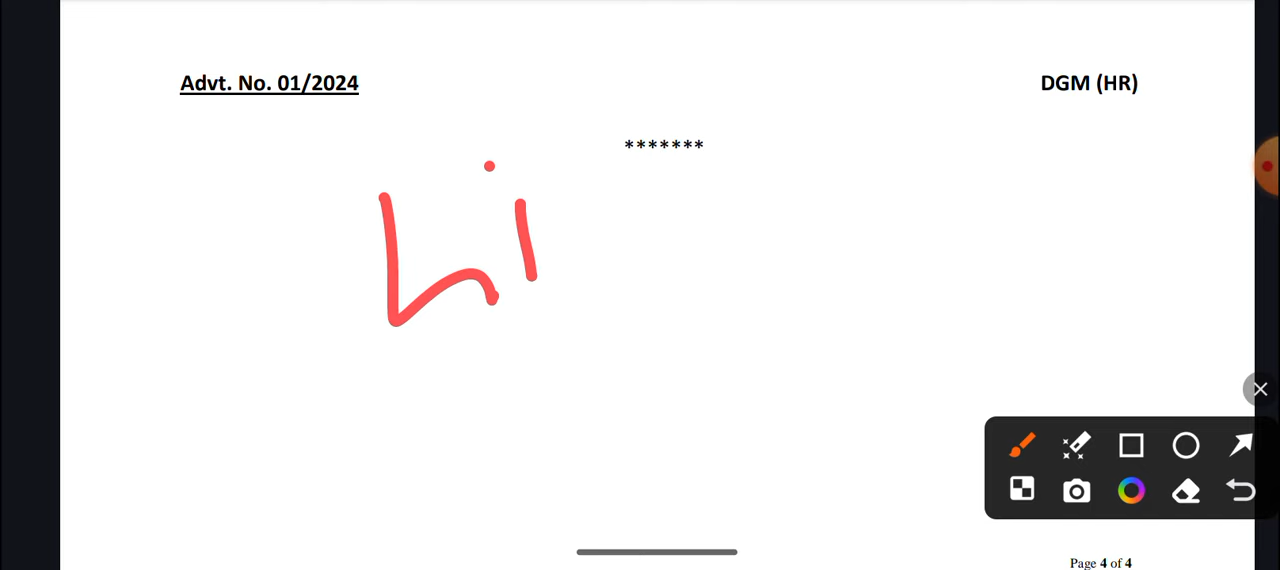 Advt. No. 01/2024 DGM (HR)
*******
hi
Page 4 of 4